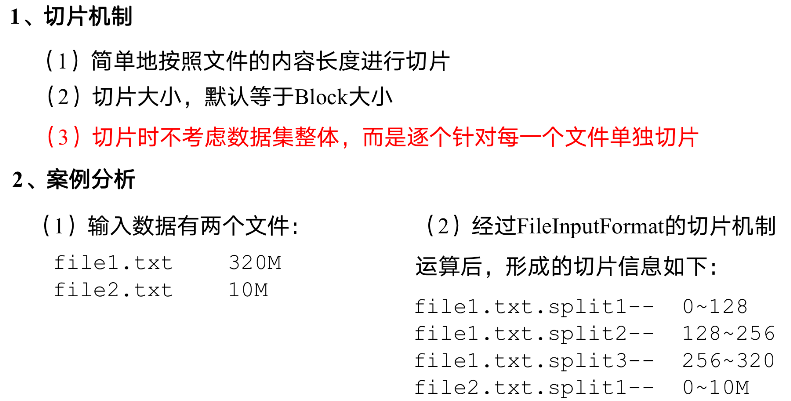 1、切片机制
（1）简单地按照文件的内容长度进行切片
（2）切片大小，默认等于Block大小
（3）切片时不考虑数据集整体，而是逐个针对每一个文件单独切片
2、案例分析
（1）输入数据有两个文件：
file1.txt 320M
file2.txt 10M
（2）经过FileInputFormat的切片机制
运算后，形成的切片信息如下：
file1.txt.split1-- 0~128
file1.txt.split2-- 128~256
file1.txt.split3-- 256~320
file2.txt.split1-- 0~10M